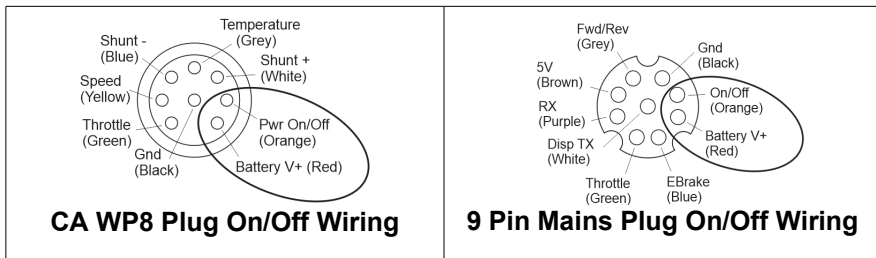 Temperature
(Grey)
Shunt -
(Blue)
Shunt +
(White)
Speed
(Yellow)
Throttle
(Green)
Gnd
(Black)
Pwr On/Off
(Orange)
Battery V+ (Red)
CA WP8 Plug On/Off Wiring
Fwd/Rev
(Grey)
Gnd
(Black)
5V
(Brown)
On/Off
(Orange)
RX
(Purple)
Battery V+
(Red)
Disp TX
(White)
Throttle
(Green)
EBrake
(Blue)
9 Pin Mains Plug On/Off Wiring